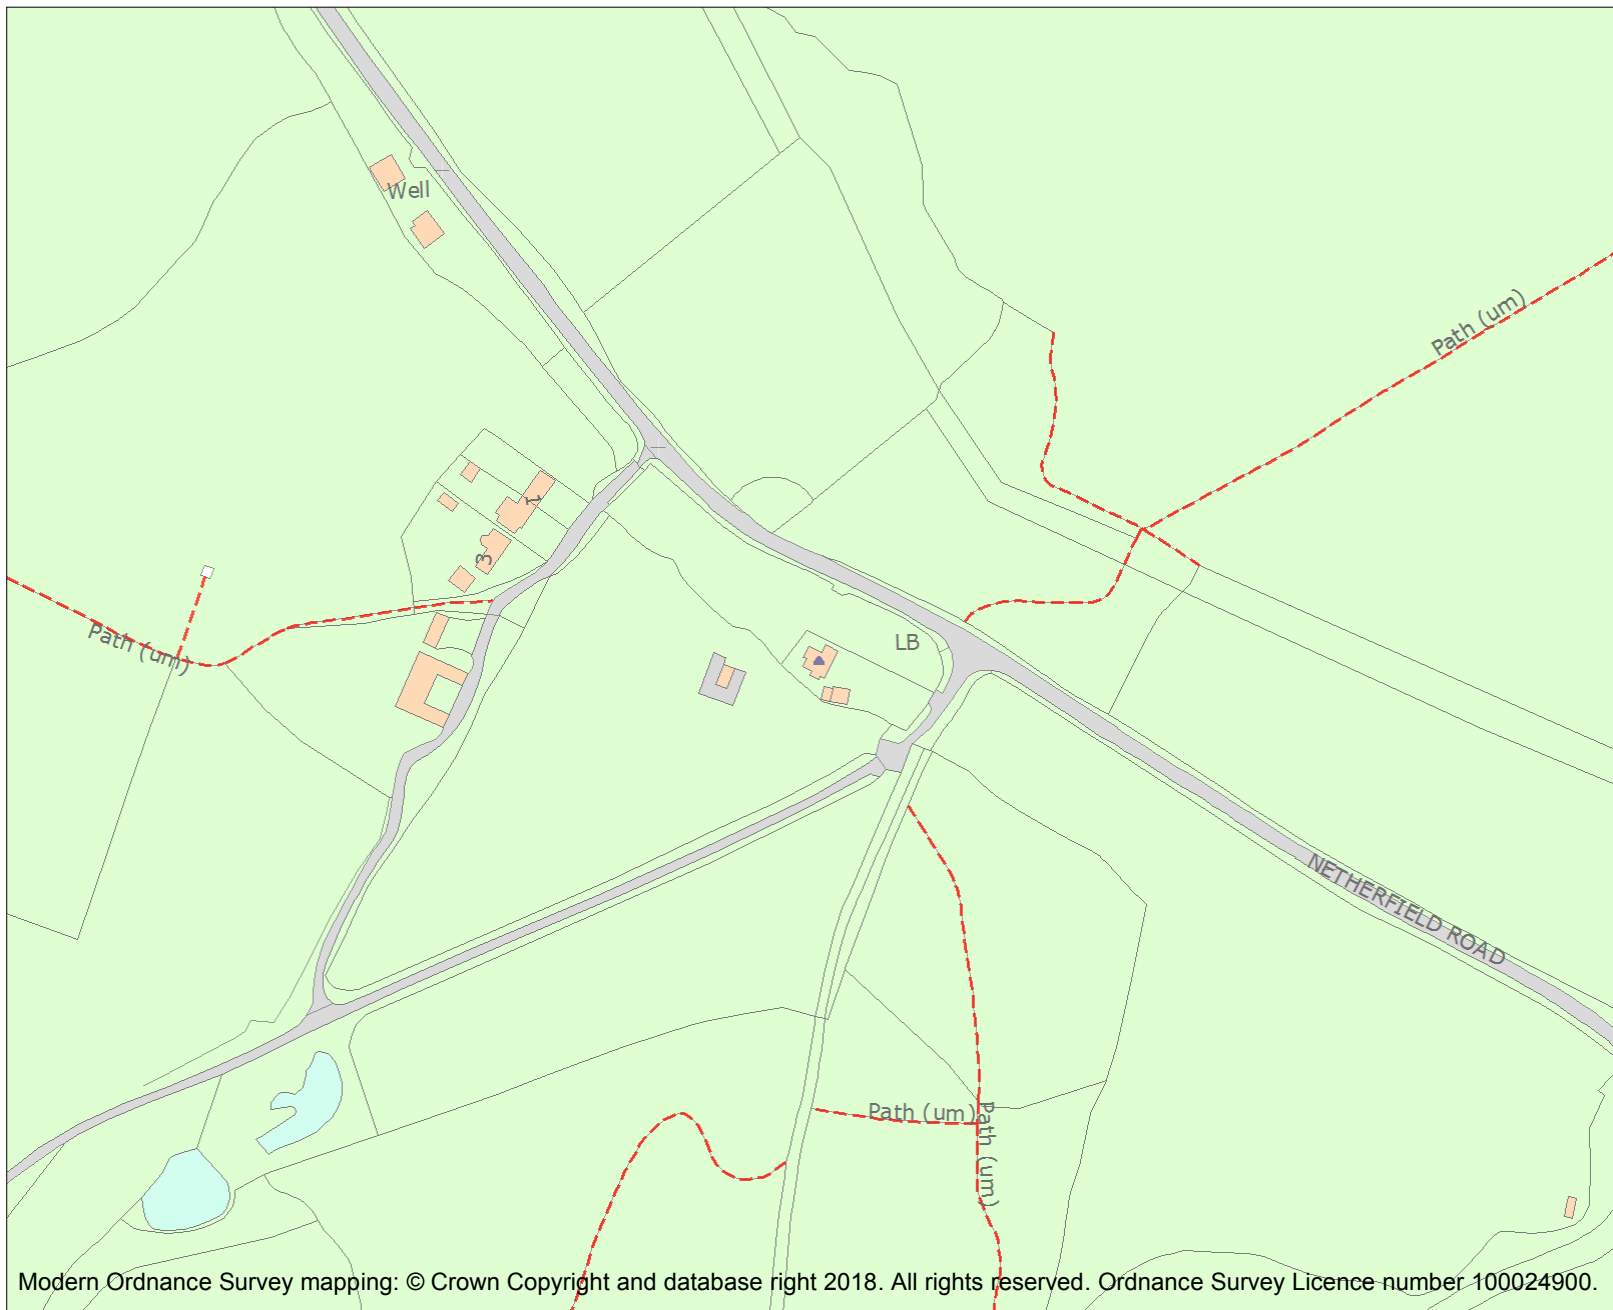 Well
Path (um)
1
3
Path (um)
LB
NETHERFIELD ROAD
Path (um)
Path (um)
Modern Ordnance Survey mapping: © Crown Copyright and database right 2018. All rights reserved. Ordnance Survey Licence number 100024900.